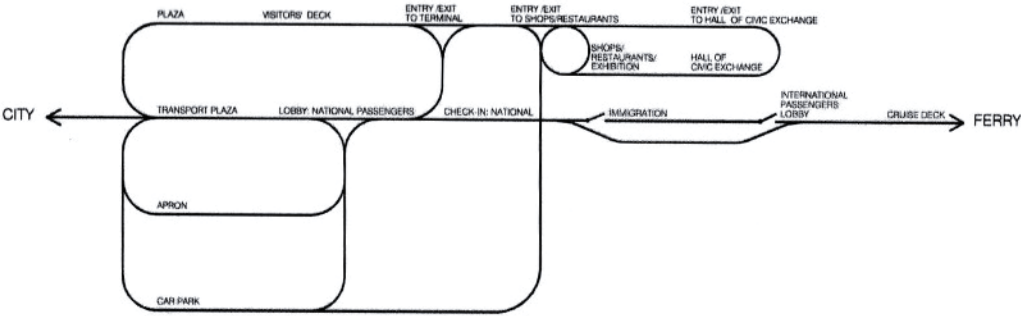 PLAZA
VISITORS' DECK
ENTRY/EXIT
TO TERMINAL
ENTRY/EXIT
TO SHOPS/RESTAURANTS
ENTRY/EXIT
TO HALL OF CIVIC EXCHANGE
SHOPS/
RESTAURANTS/
EXHIBITION
HALL OF
CIVIC EXCHANGE
CITY
TRANSPORT PLAZA
LOBBY: NATIONAL PASSENGERS
CHECK-IN: NATIONAL
IMMIGRATION
INTERNATIONAL
PASSENGERS
LOBBY
CRUISE DECK
FERRY
APRON
CAR PARK